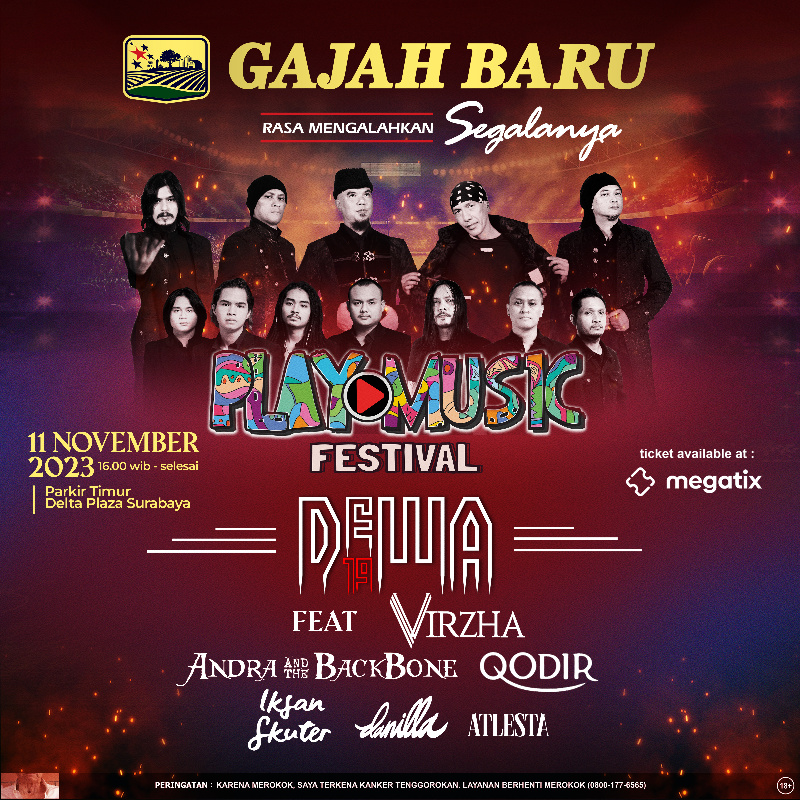 GAJAH BARU
RASA MENGALAHKAN Segalanya
PLAY MUSIC
FESTIVAL
11 NOVEMBER
2023 16.00 wib - selesai
Parkir Timur
Delta Plaza Surabaya
ticket available at :
megatix
DEWA
19
FEAT VIRZHA
ANDRA AND THE BACKBONE QODIR
Iksan Skuter danilla ATLESTA
PERINGATAN : KARENA MEROKOK, SAYA TERKENA KANKER TENGGOROKAN. LAYANAN BERHENTI MEROKOK (0800-177-6565)
18+